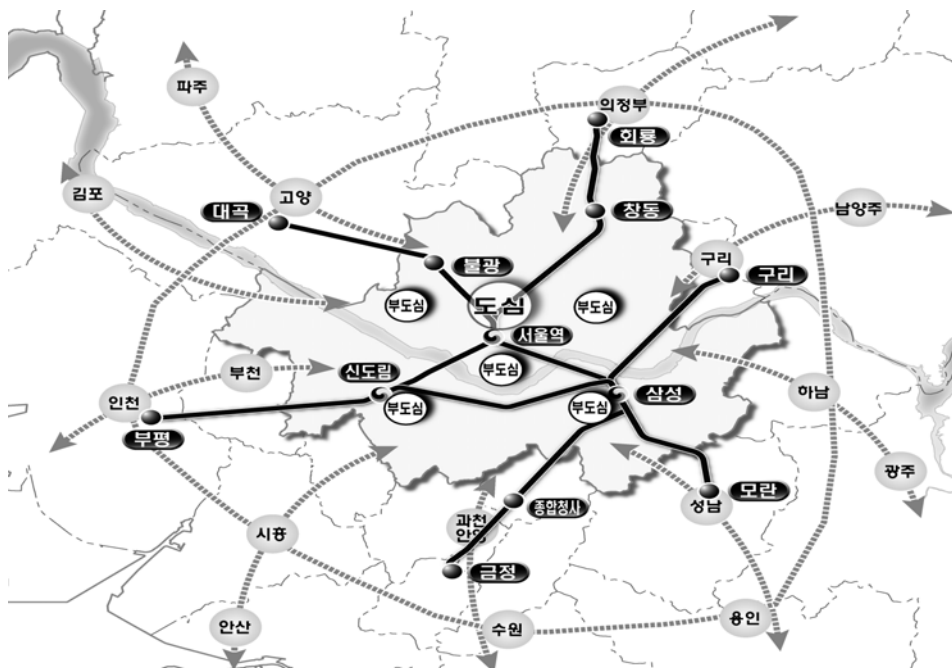 파주
의정부
회룡
김포
고양
대곡
창동
남양주
불광
구리
구리
부도심
도심
부도심
서울역
부천
신도림
부도심
인천
부평
부도심
부도심
삼성
하남
광주
종합청사
성남
모란
시흥
과천
안양
금정
안산
수원
용인